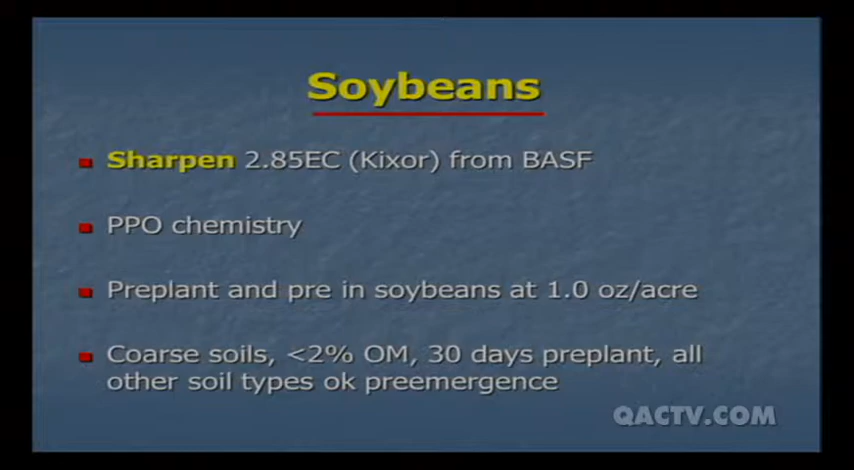 Soybeans
Sharpen 2.85EC (Kixor) from BASF
PPO chemistry
Preplant and pre in soybeans at 1.0 oz/acre
Coarse soils, <2% OM, 30 days preplant, all
other soil types ok preemergence
QACTV.COM